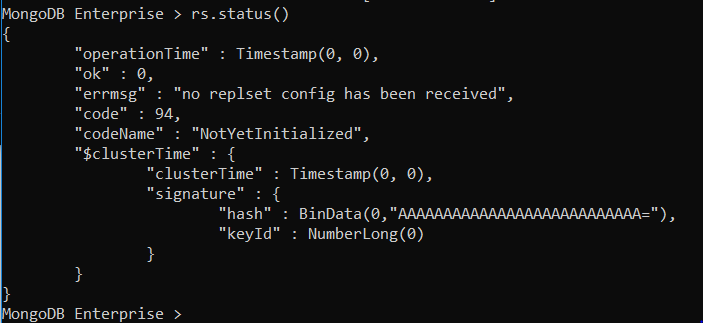 MongoDB Enterprise > rs.status()
{
        "operationTime" : Timestamp(0, 0),
        "ok" : 0,
        "errmsg" : "no replset config has been received",
        "code" : 94,
        "codeName" : "NotYetInitialized",
        "$clusterTime" : {
                "clusterTime" : Timestamp(0, 0),
                "signature" : {
                        "hash" : BinData(0,"AAAAAAAAAAAAAAAAAAAAAAAAAAA="),
                        "keyId" : NumberLong(0)
                }
        }
}
MongoDB Enterprise >